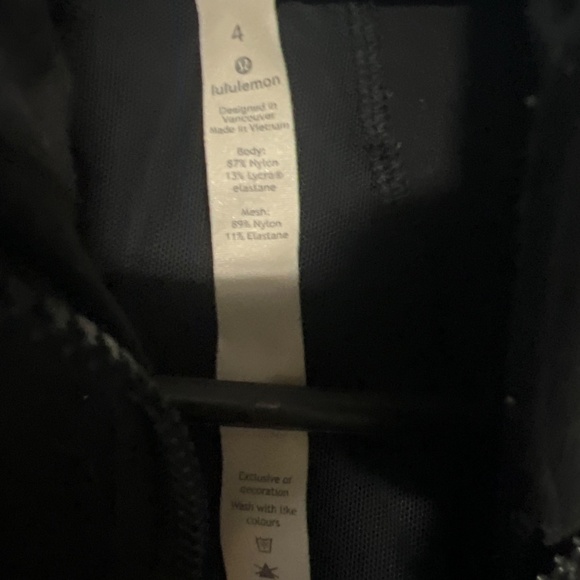 4
lululemon
Designed in
Vancouver
Made in Vietnam
Body:
87% Nylon
13% Lycra®
elastane
Mesh:
89% Nylon
11% Elastane
Exclusive of
decoration
Wash with like
colours